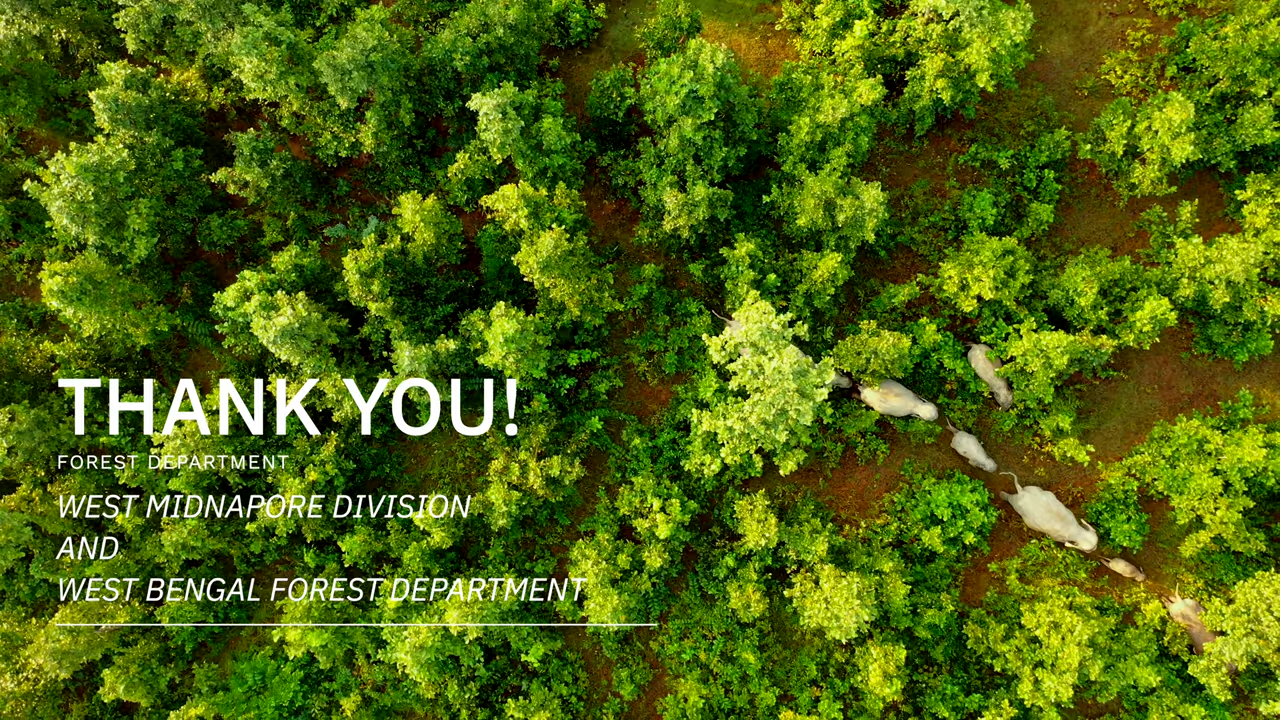 THANK YOU!
FOREST DEPARTMENT
WEST MIDNAPORE DIVISION
AND
WEST BENGAL FOREST DEPARTMENT